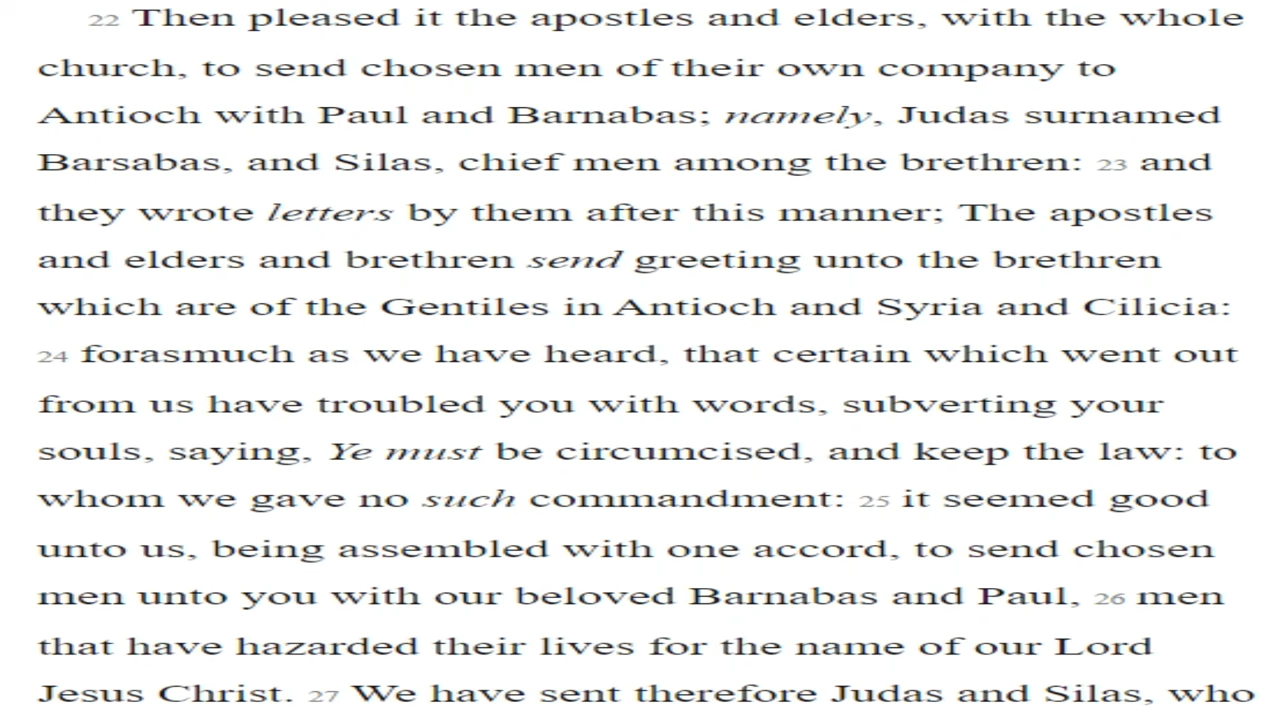 22 Then pleased it the apostles and elders, with the whole
church, to send chosen men of their own company to
Antioch with Paul and Barnabas; namely, Judas surnamed
Barsabas, and Silas, chief men among the brethren: 23 and
they wrote letters by them after this manner; The apostles
and elders and brethren send greeting unto the brethren
which are of the Gentiles in Antioch and Syria and Cilicia:
24 forasmuch as we have heard, that certain which went out
from us have troubled you with words, subverting your
souls, saying, Ye must be circumcised, and keep the law: to
whom we gave no such commandment: 25 it seemed good
unto us, being assembled with one accord, to send chosen
men unto you with our beloved Barnabas and Paul, 26 men
that have hazarded their lives for the name of our Lord
Jesus Christ. 27 We have sent therefore Judas and Silas, who